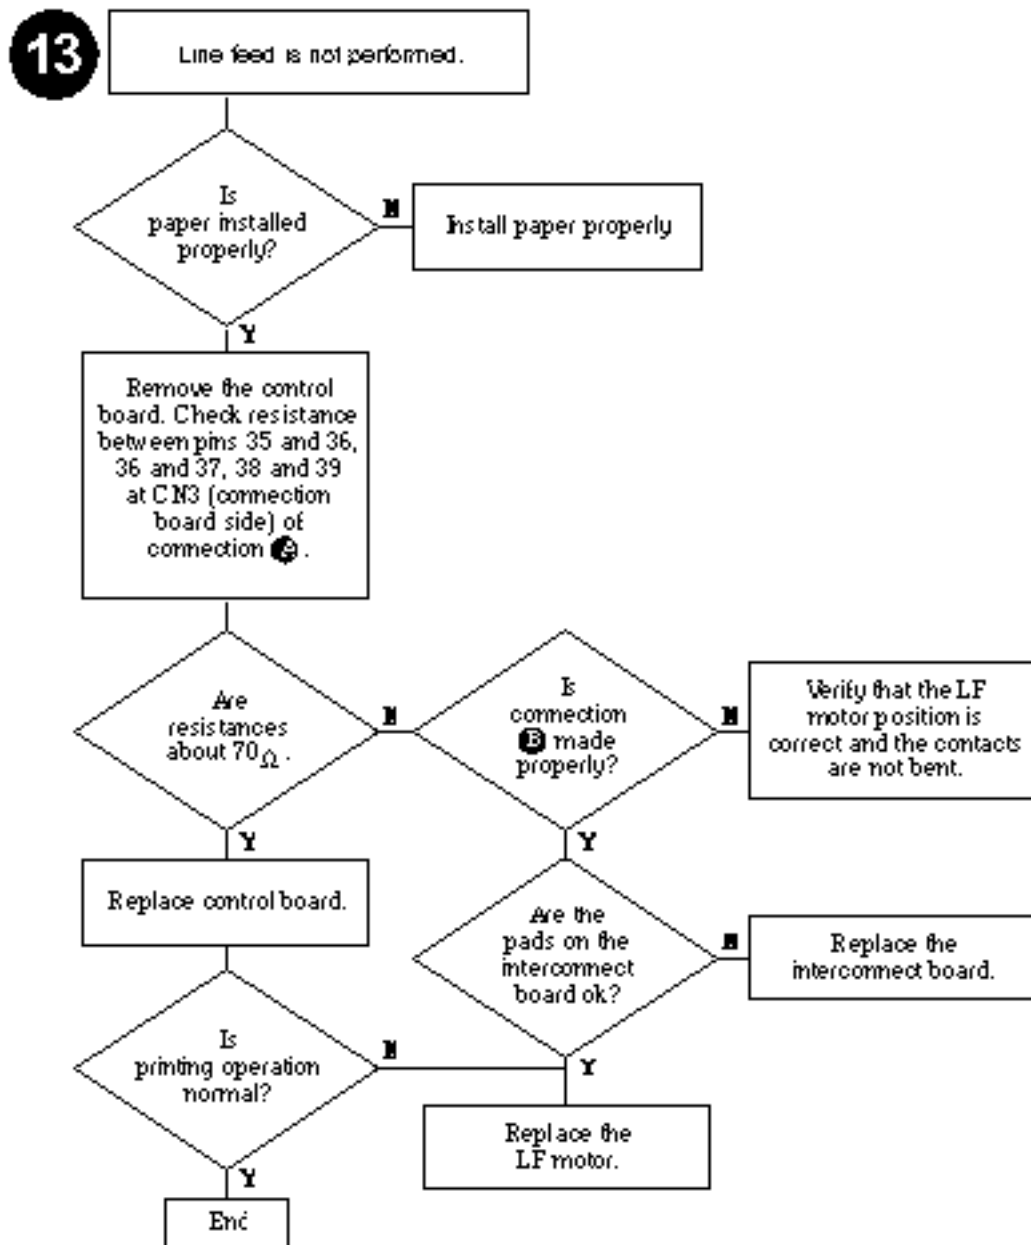 13
Line feed is not performed.
Is
paper installed
properly?
N
Install paper properly
Y
Remove the control
board. Check resistance
between pins 35 and 36,
36 and 37, 38 and 39
at CN3 (connection
board side) of
connection .
Are
resistances
about 70Ω.
N
Is
connection
B made
properly?
N
Verify that the LF
motor position is
correct and the contacts
are not bent.
Y
Y
Replace control board.
Are the
pads on the
interconnect
board ok?
N
Replace the
interconnect board.
Is
printing operation
normal?
N
Y
Replace the
LF motor.
Y
End